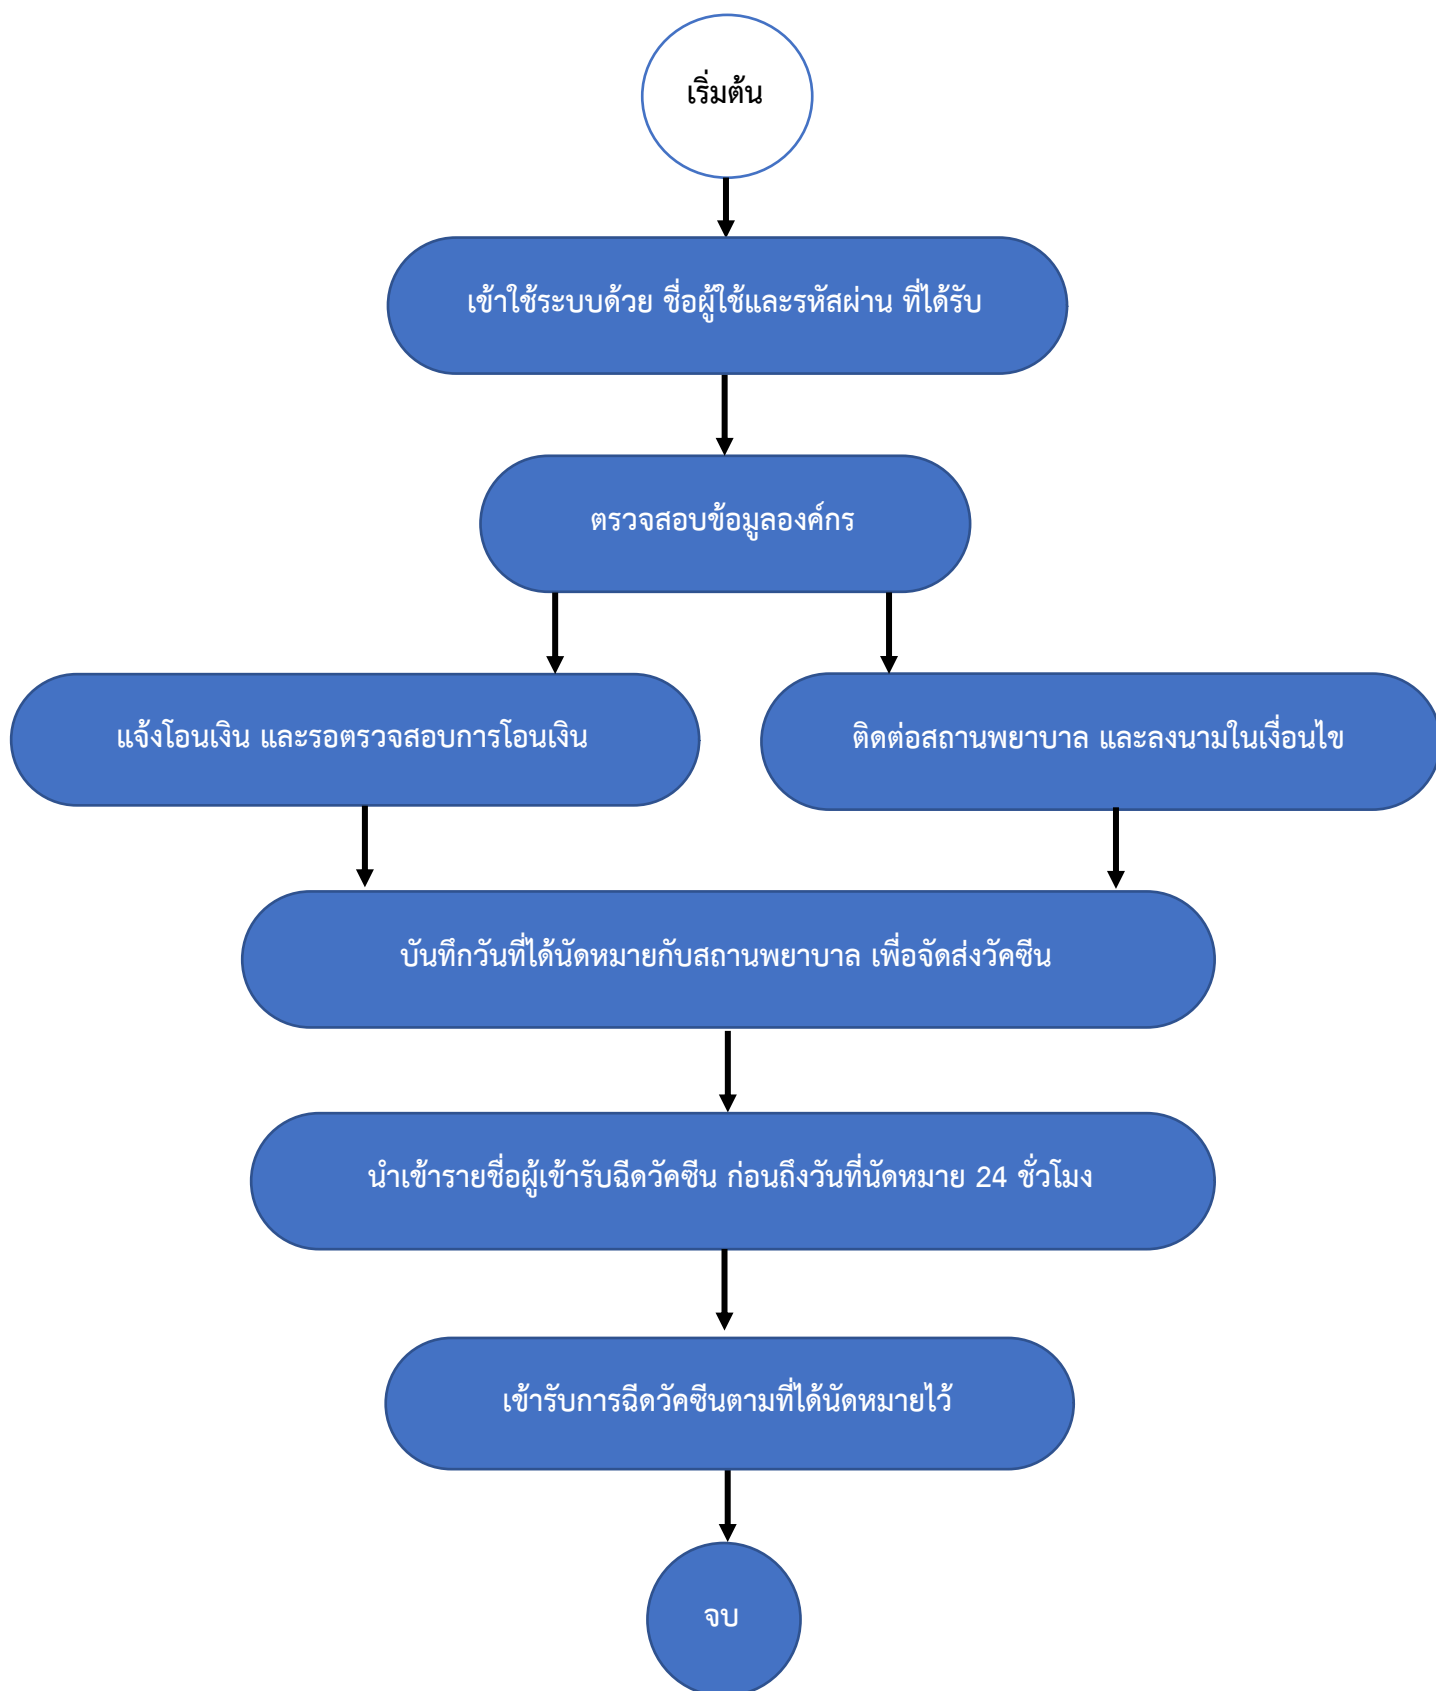 เริ่มต้น
เข้าใช้ระบบด้วย ชื่อผู้ใช้และรหัสผ่าน ที่ได้รับ
ตรวจสอบข้อมูลองค์กร
แจ้งโอนเงิน และรอตรวจสอบการโอนเงิน
ติดต่อสถานพยาบาล และลงนามในเงื่อนไข
บันทึกวันที่ได้นัดหมายกับสถานพยาบาล เพื่อจัดส่งวัคซีน
นำเข้ารายชื่อผู้เข้ารับฉีดวัคซีน ก่อนถึงวันที่นัดหมาย 24 ชั่วโมง
เข้ารับการฉีดวัคซีนตามที่ได้นัดหมายไว้
จบ